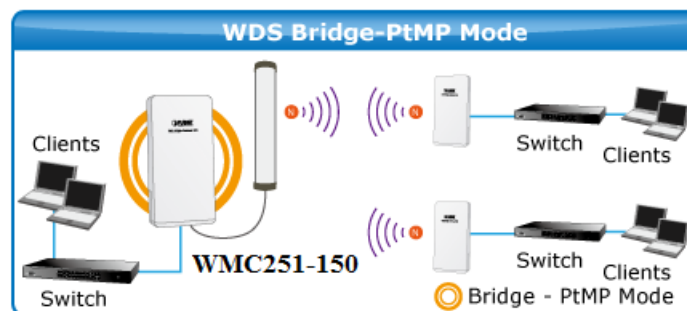 WDS Bridge-PtMP Mode
Clients
Switch
WMC251-150
N
N
Switch
Clients
N
Switch
Clients
Bridge - PtMP Mode